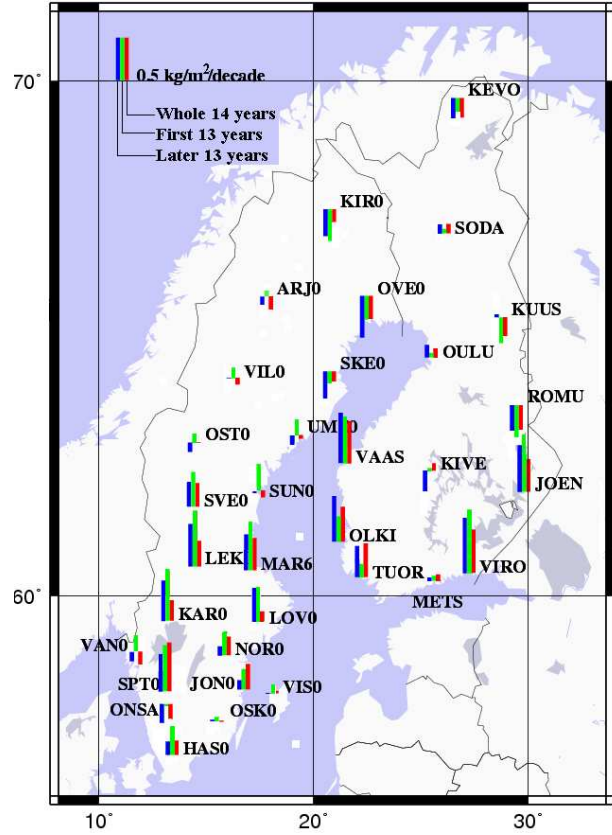 70°
0.5 kg/m²/decade
Whole 14 years
First 13 years
Later 13 years
KEVO
KIR0
SODA
ARJ0
OVE0
KUUS
OULU
VIL0
SKE0
ROMU
OST0
UM 0
VAAS
KIVE
JOEN
SVE0
SUN0
OLKI
LEK
MAR6
TUOR
VIRO
60°
METS
KAR0
LOV0
VAN0
NOR0
SPT0
JON0
VIS0
ONSA
OSK0
HAS0
10° 20° 30°